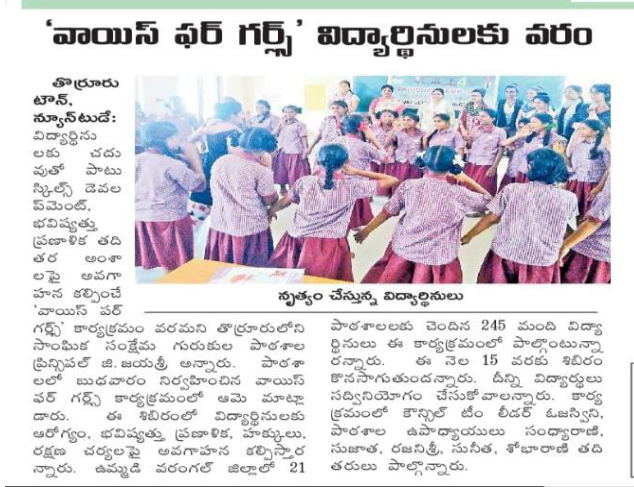 ‘వాయిస్ ఫర్ గర్ల్స్’ విద్యార్థినులకు వరం
తొర్రూరు
టౌన్,
న్యూస్‌టుడే:
విద్యార్థిను
లకు చదు
వుతో పాటు
స్కిల్స్ డెవల
ప్‌మెంట్,
భవిష్యత్తు
ప్రణాళిక తది
తర అంశా
లపై అవగా
హన కల్పించే
‘వాయిస్ పర్
గర్ల్స్’ కార్యక్రమం వరమని తొర్రూరులోని
సాంఘిక సంక్షేమ గురుకుల పాఠశాల
ప్రిన్సిపల్ జి.జయశ్రీ అన్నారు. పాఠశా
లలో బుధవారం నిర్వహించిన వాయిస్
ఫర్ గర్ల్స్ కార్యక్రమంలో ఆమె మాట్లా
డారు. ఈ శిబిరంలో విద్యార్థినులకు
ఆరోగ్యం, భవిష్యత్తు ప్రణాళిక, హక్కులు,
రక్షణ చర్యలపై అవగాహన కల్పిస్తార
న్నారు. ఉమ్మడి వరంగల్ జిల్లాలో 21
నృత్యం చేస్తున్న విద్యార్థినులు
పాఠశాలలకు చెందిన 245 మంది విద్యా
ర్థినులు ఈ కార్యక్రమంలో పాల్గొంటున్నా
రన్నారు. ఈ నెల 15 వరకు శిబిరం
కొనసాగుతుందన్నారు. దీన్ని విద్యార్థులు
సద్వినియోగం చేసుకోవాలన్నారు. కార్య
క్రమంలో కౌన్సిల్ టీం లీడర్ ఓజస్విని,
పాఠశాల ఉపాధ్యాయులు సంధ్యారాణి,
సుజాత, రజనిశ్రీ, సునీత, శోభారాణి తది
తరులు పాల్గొన్నారు.